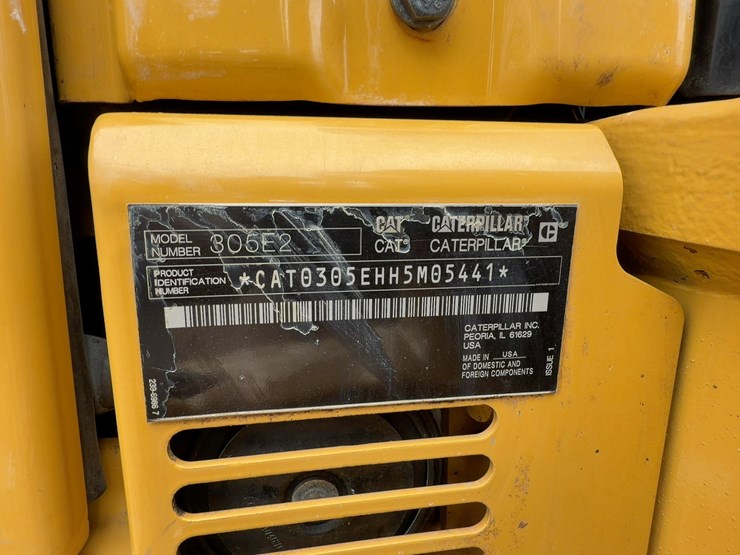 CAT® CATERPILLAR®
MODEL NUMBER 305E2
CAT® CATERPILLAR®
PRODUCT IDENTIFICATION NUMBER *CAT0305EHH5M05441*
CATERPILLAR INC.
PEORIA, IL 61629
USA
MADE IN USA
OF DOMESTIC AND
FOREIGN COMPONENTS
ISSUE 1